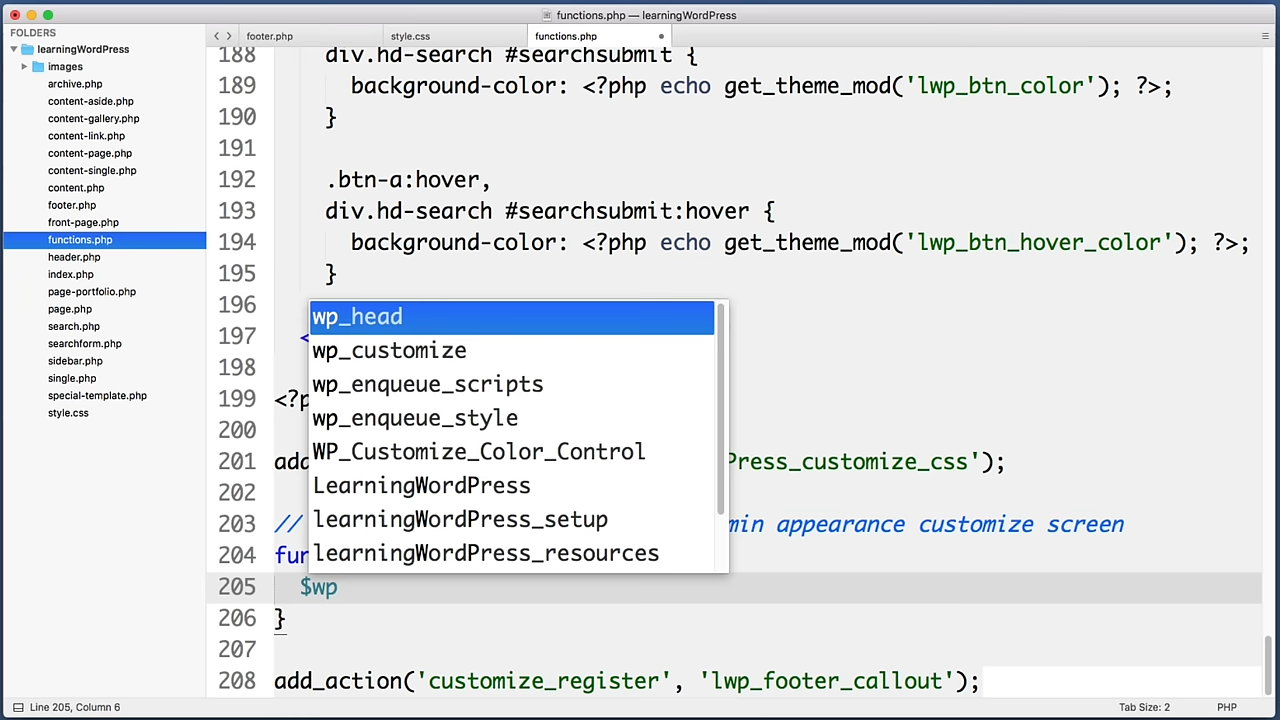 functions.php — learningWordPress
FOLDERS
learningWordPress
images
archive.php
content-aside.php
content-gallery.php
content-link.php
content-page.php
content-single.php
content.php
footer.php
front-page.php
functions.php
header.php
index.php
page-portfolio.php
page.php
search.php
searchform.php
sidebar.php
single.php
special-template.php
style.css
footer.php
style.css
functions.php
188 div.hd-search #searchsubmit {
189 background-color: <?php echo get_theme_mod('lwp_btn_color'); ?>;
190 }
191
192 .btn-a:hover,
193 div.hd-search #searchsubmit:hover {
194 background-color: <?php echo get_theme_mod('lwp_btn_hover_color'); ?>;
195 }
196
197 <
198
199 <?p
200
201 add Press_customize_css');
202
203 // min appearance customize screen
204 fun
205 $wp
206 }
207
208 add_action('customize_register', 'lwp_footer_callout');
wp_head
wp_customize
wp_enqueue_scripts
wp_enqueue_style
WP_Customize_Color_Control
LearningWordPress
learningWordPress_setup
learningWordPress_resources
Line 205, Column 6
Tab Size: 2
PHP